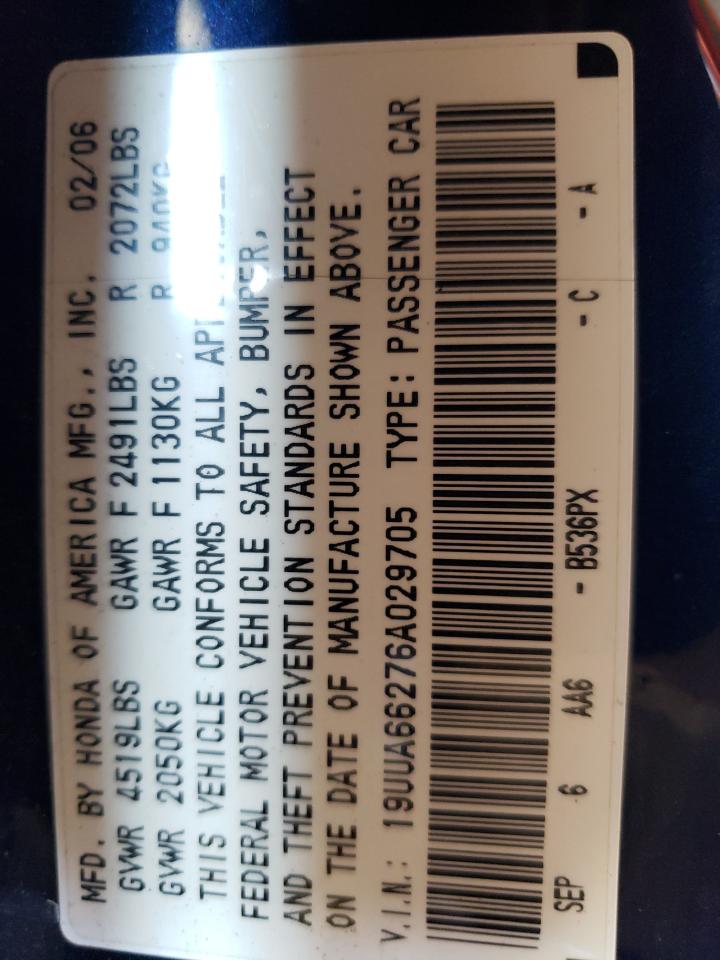 MFD. BY HONDA OF AMERICA MFG., INC. 02/06
GVWR 4519LBS GAWR F 2491LBS R 2072LBS
GVWR 2050KG GAWR F 1130KG R 940KG
THIS VEHICLE CONFORMS TO ALL
FEDERAL MOTOR VEHICLE SAFETY, BUMPER,
AND THEFT PREVENTION STANDARDS IN EFFECT
ON THE DATE OF MANUFACTURE SHOWN ABOVE.
V.I.N.: 19UUA66276A029705 TYPE: PASSENGER CAR
SEP 6 AA6 - B536PX - C - A